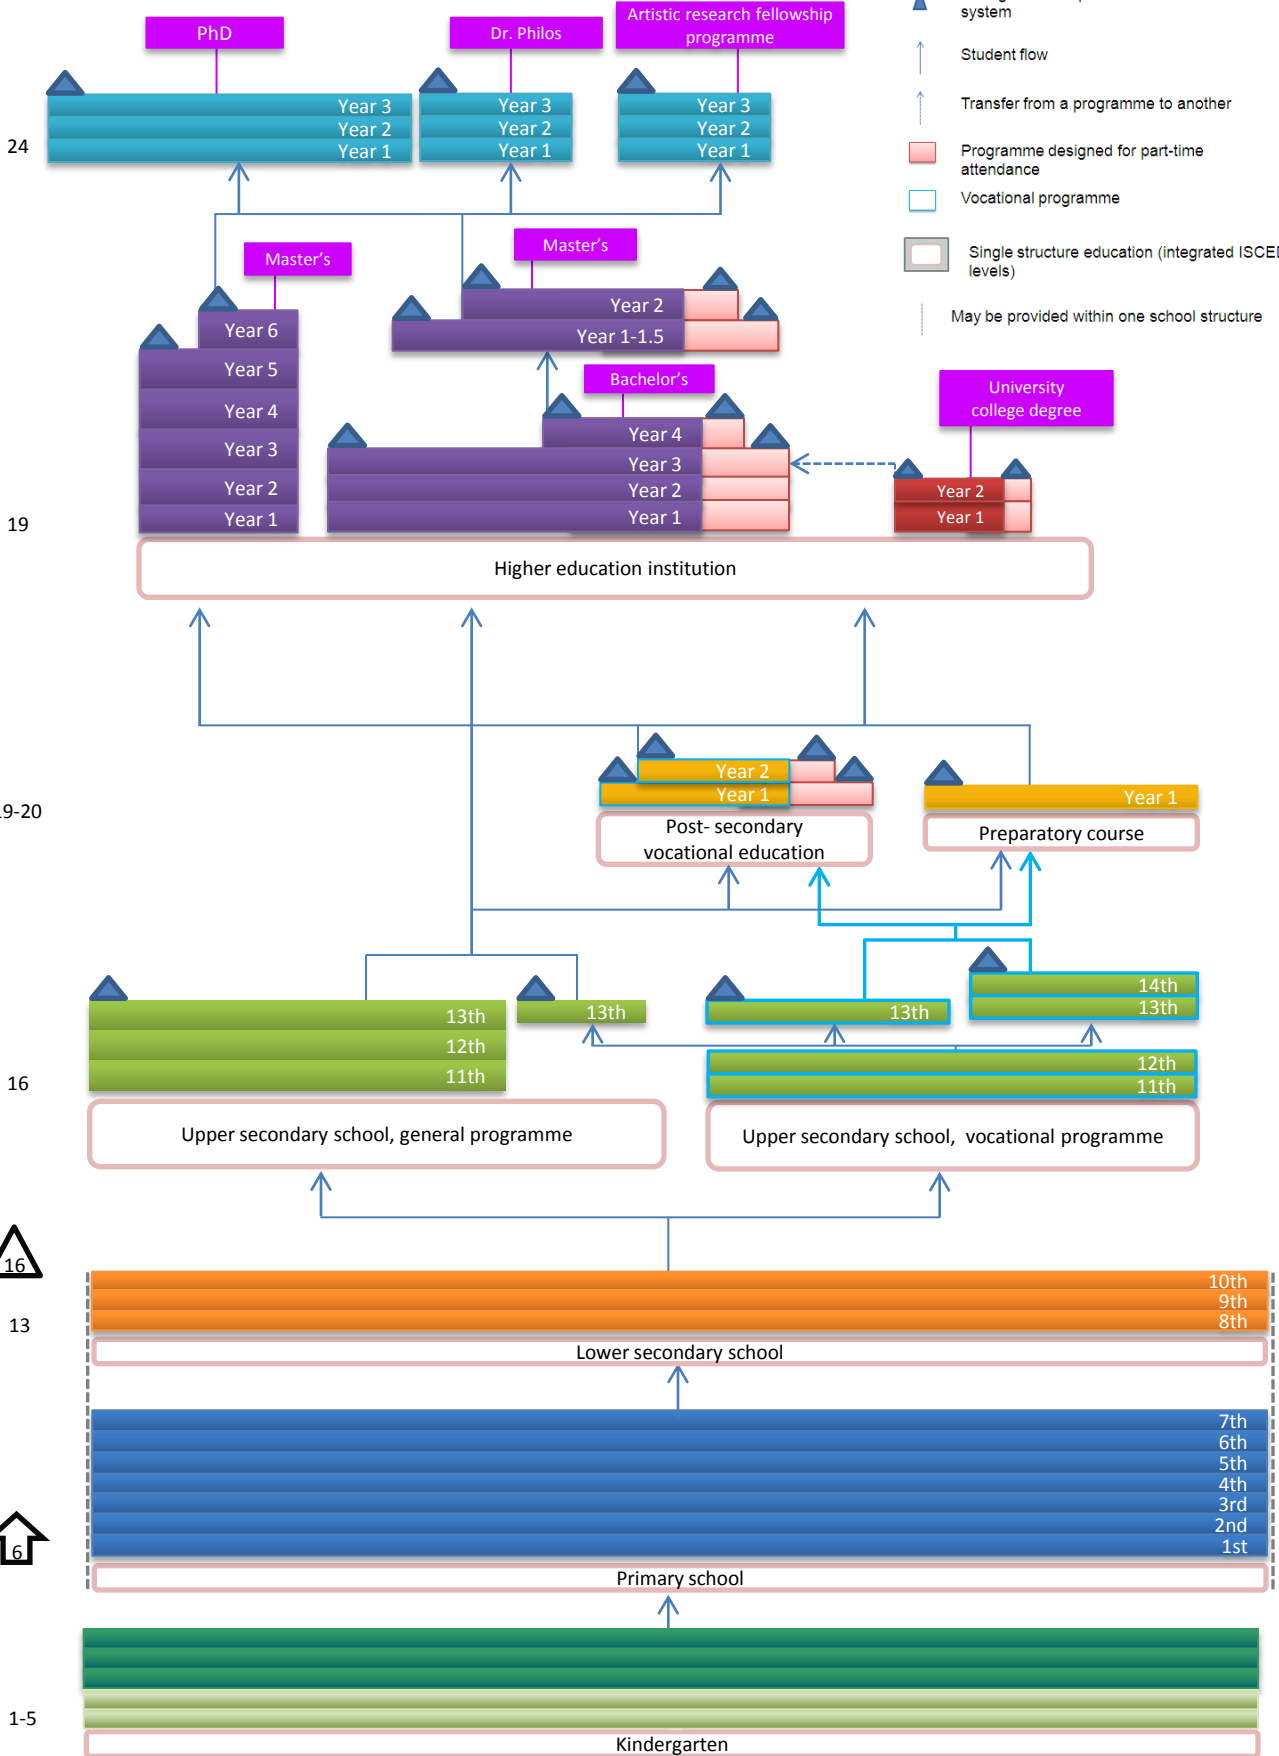 Artistic research fellowship
programme
PhD
Dr. Philos
system
Student flow
Transfer from a programme to another
Programme designed for part-time
attendance
Vocational programme
Single structure education (integrated ISCED
levels)
May be provided within one school structure
Year 3
Year 2
Year 1
Year 3
Year 2
Year 1
Year 3
Year 2
Year 1
24
Master's
Year 6
Year 5
Year 4
Year 3
Year 2
Year 1
Master's
Year 2
Year 1-1.5
Bachelor's
Year 4
Year 3
Year 2
Year 1
University
college degree
Year 2
Year 1
19
Higher education institution
Year 2
Year 1
Post- secondary
vocational education
Year 1
Preparatory course
19-20
13th
12th
11th
13th
13th
14th
13th
12th
11th
16
Upper secondary school, general programme
Upper secondary school, vocational programme
16
10th
9th
8th
13
Lower secondary school
7th
6th
5th
4th
3rd
2nd
1st
6
Primary school
1-5
Kindergarten